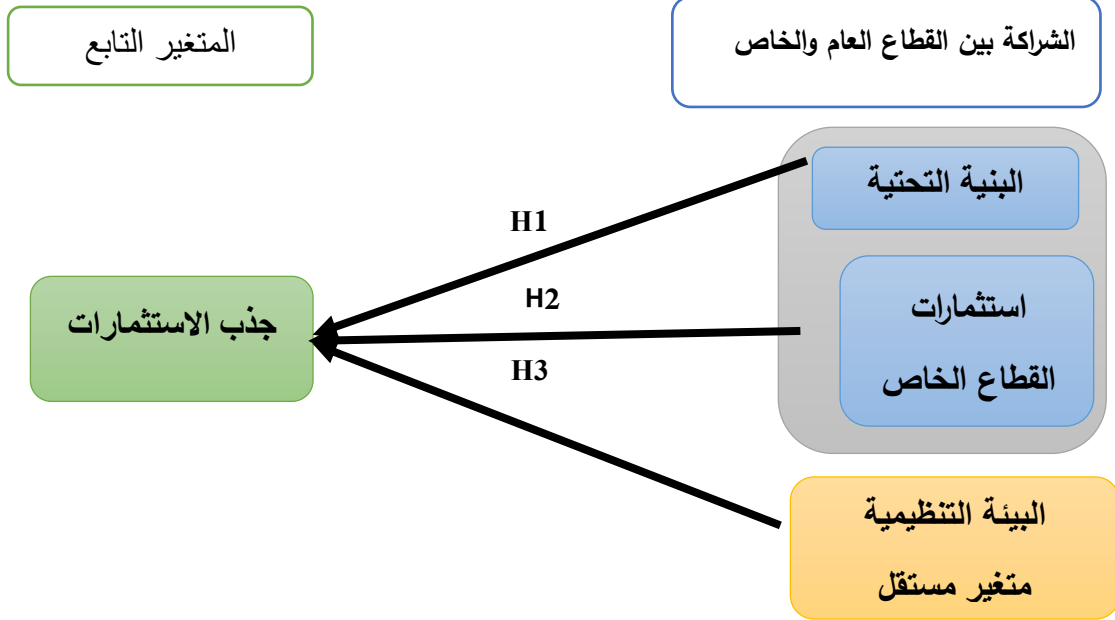 الشراكة بين القطاع العام والخاص
المتغير التابع
البنية التحتية
H1
استثمارات
القطاع الخاص
H2
جذب الاستثمارات
H3
البيئة التنظيمية
متغير مستقل